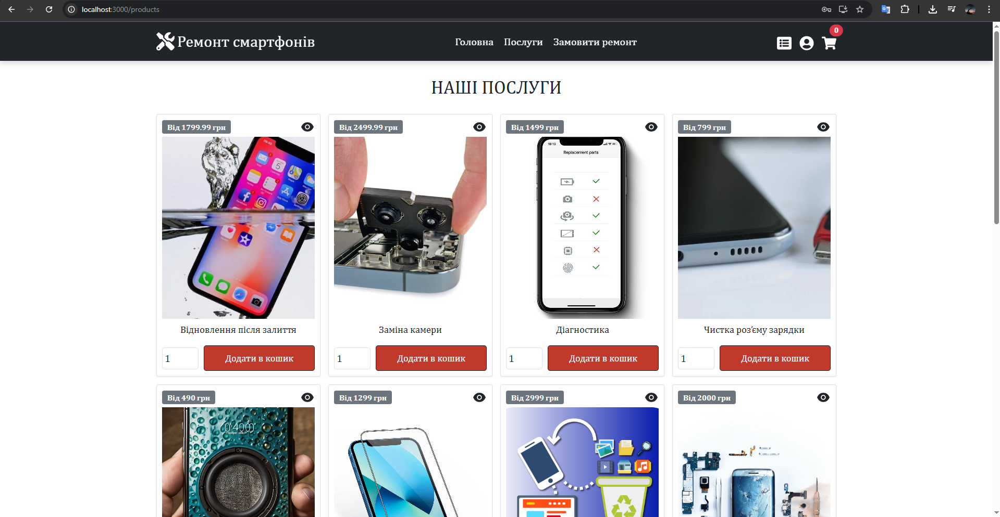 localhost:3000/products
Ремонт смартфонів
Головна
Послуги
Замовити ремонт
0
НАШІ ПОСЛУГИ
Від 1799.99 грн
Відновлення після залиття
1
Додати в кошик
Від 2499.99 грн
Заміна камери
1
Додати в кошик
Від 1499 грн
16:13
Replacement parts
Діагностика
1
Додати в кошик
Від 799 грн
Чистка роз’єму зарядки
1
Додати в кошик
Від 490 грн
Від 1299 грн
Від 2999 грн
Від 2000 грн